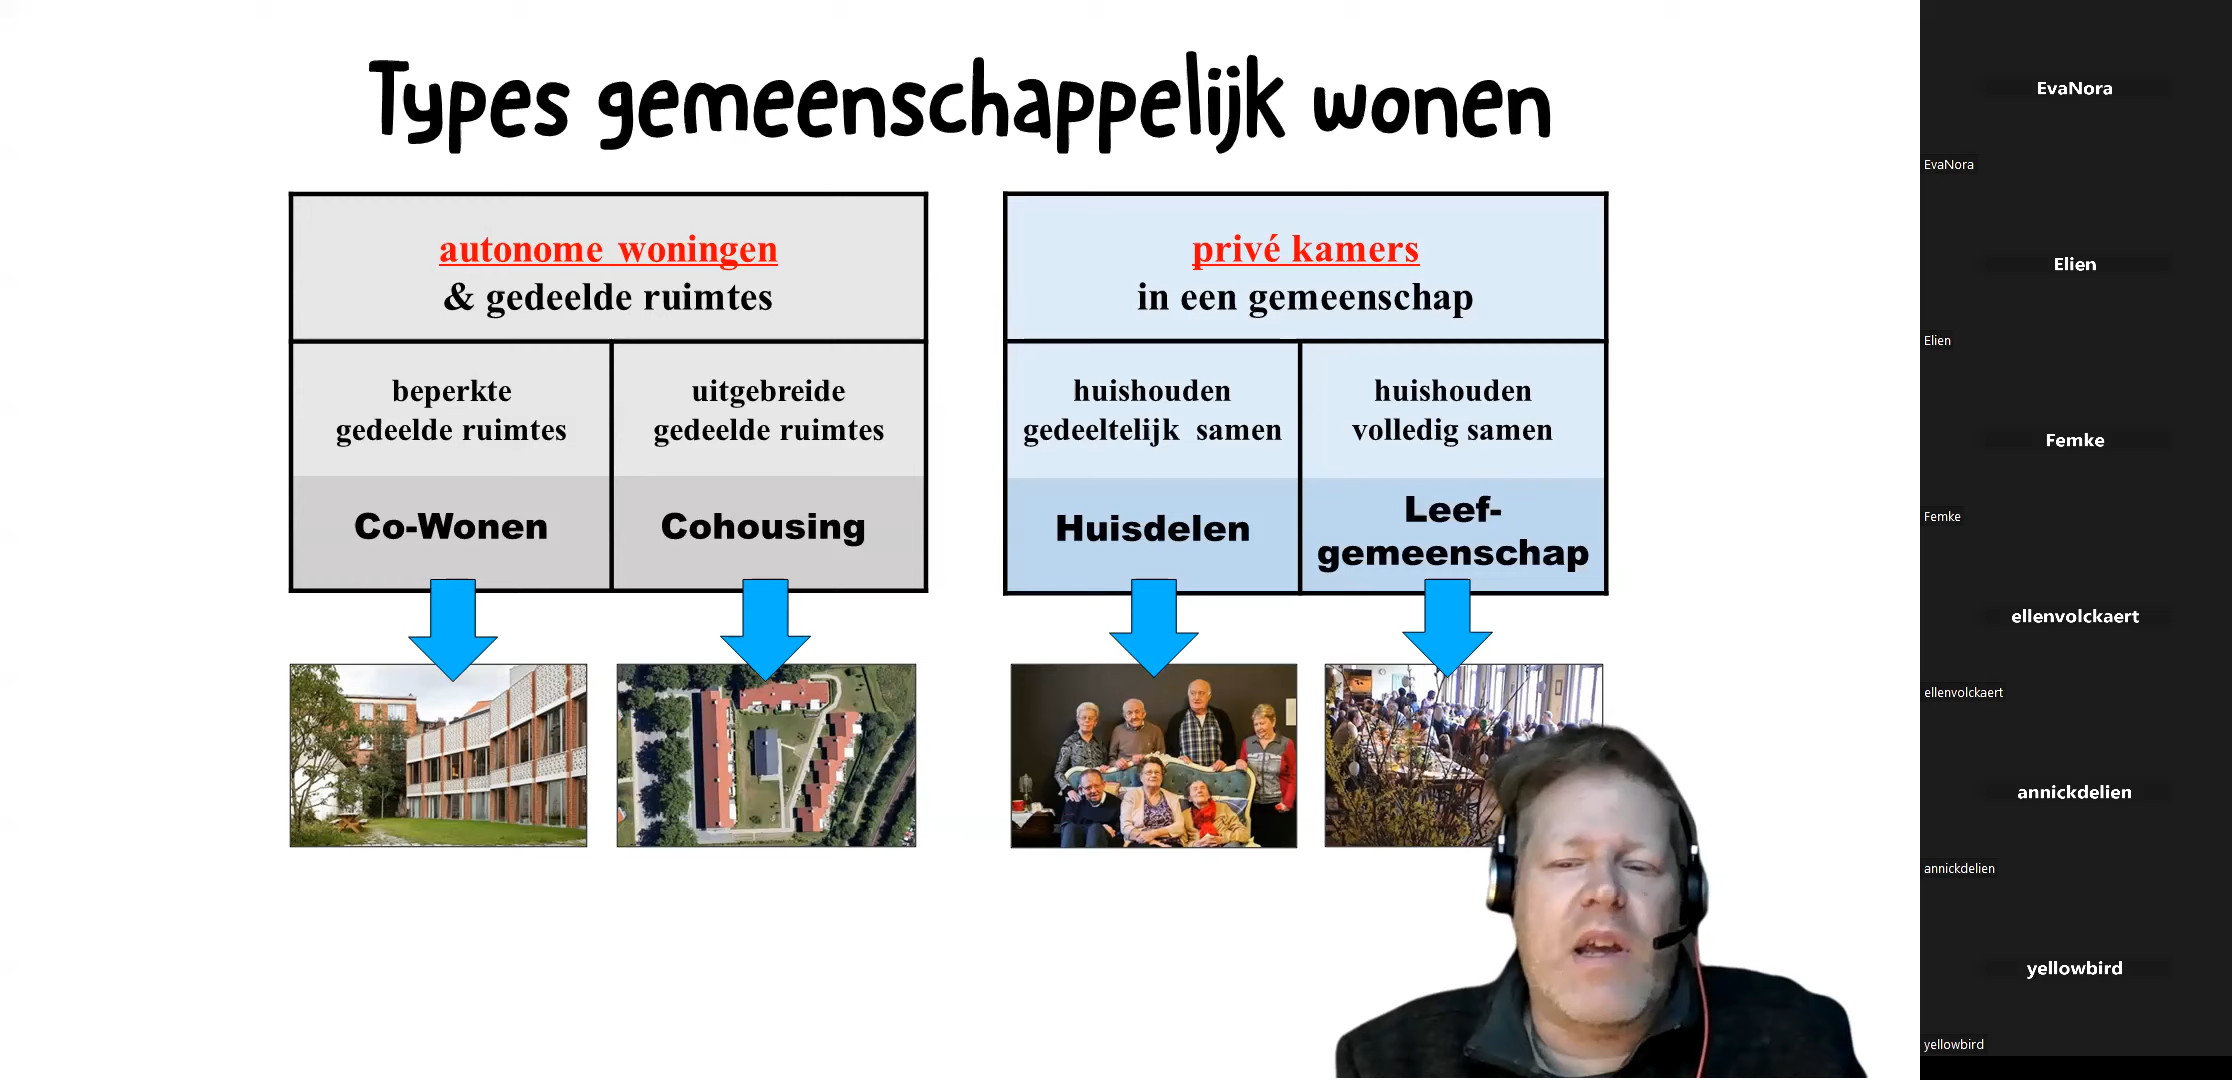 Types gemeenschappelijk wonen
autonome woningen
& gedeelde ruimtes
beperkte
gedeelde ruimtes
uitgebreide
gedeelde ruimtes
Co-Wonen
Cohousing
privé kamers
in een gemeenschap
huishouden
gedeeltelijk samen
huishouden
volledig samen
Huisdelen
Leef-
gemeenschap
EvaNora
EvaNora
Elien
Elien
Femke
Femke
ellenvolckaert
ellenvolckaert
annickdelien
annickdelien
yellowbird
yellowbird